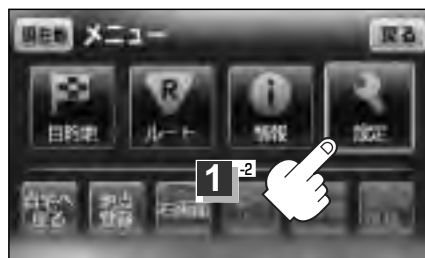 現在地 メニュー 戻る
R i
目的地 ルート 情報 設定
1 -2
自宅へ 地点
戻る 登録